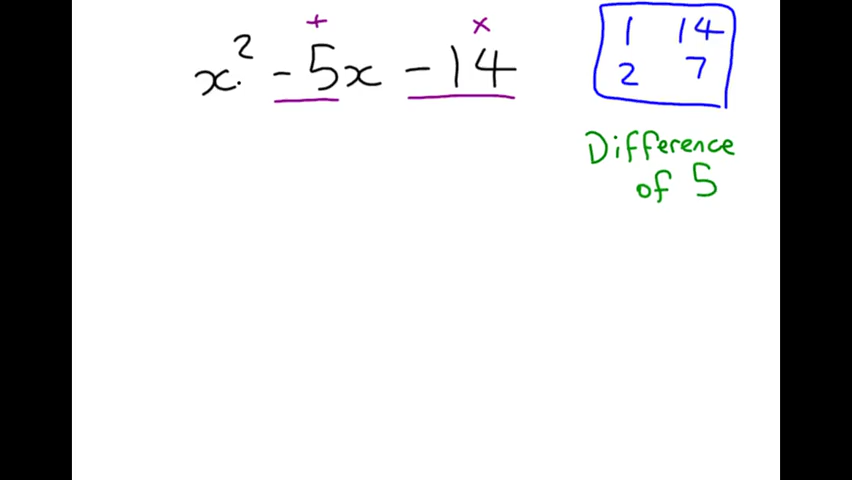 + ×
x² - 5x - 14
1 14
2 7
Difference
of 5